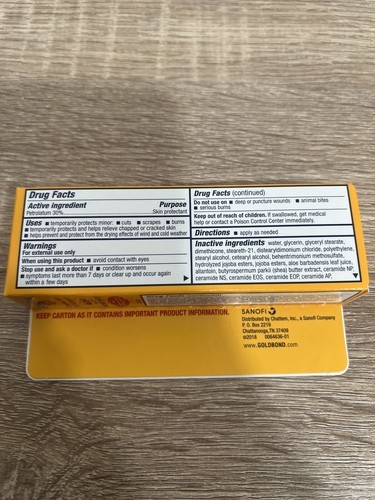 Drug Facts
Active ingredient Purpose
Petrolatum 30%..................Skin protectant
Uses ■ temporarily protects minor: ■ cuts ■ scrapes ■ burns
■ temporarily protects and helps relieve chapped or cracked skin
■ helps prevent and protect from the drying effects of wind and cold weather
Warnings
For external use only
When using this product ■ avoid contact with eyes
Stop use and ask a doctor if ■ condition worsens
■ symptoms last more than 7 days or clear up and occur again
within a few days
Drug Facts (continued)
Do not use on ■ deep or puncture wounds ■ animal bites
■ serious burns
Keep out of reach of children. If swallowed, get medical
help or contact a Poison Control Center immediately.
Directions ■ apply as needed
Inactive ingredients water, glycerin, glyceryl stearate,
dimethicone, steareth-21, distearyldimonium chloride, polyethylene,
stearyl alcohol, cetearyl alcohol, behentrimonium methosulfate,
hydrolyzed jojoba esters, jojoba esters, aloe barbadensis leaf juice,
allantoin, butyrospermum parkii (shea) butter extract, ceramide NP,
ceramide NS, ceramide EOS, ceramide EOP, ceramide AP,
KEEP CARTON AS IT CONTAINS IMPORTANT PRODUCT INFORMATION.
SANOFI
Distributed by Chattem, Inc., a Sanofi Company
P. O. Box 2219
Chattanooga, TN 37409
©2018 0064636-01
www.GOLDBOND.com